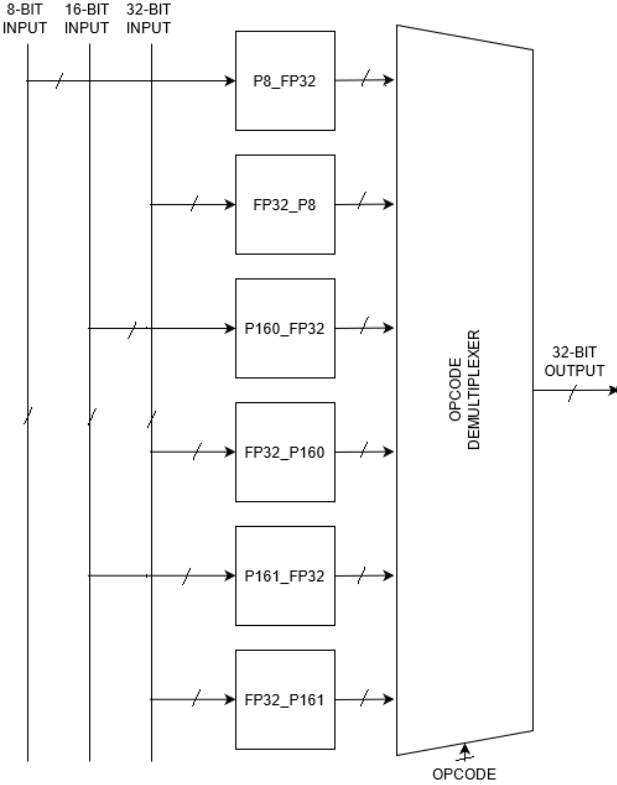 8-BIT 16-BIT 32-BIT
INPUT INPUT INPUT
P8_FP32
FP32_P8
P160_FP32
FP32_P160
P161_FP32
FP32_P161
OPCODE
DEMULTIPLEXER
32-BIT
OUTPUT
OPCODE